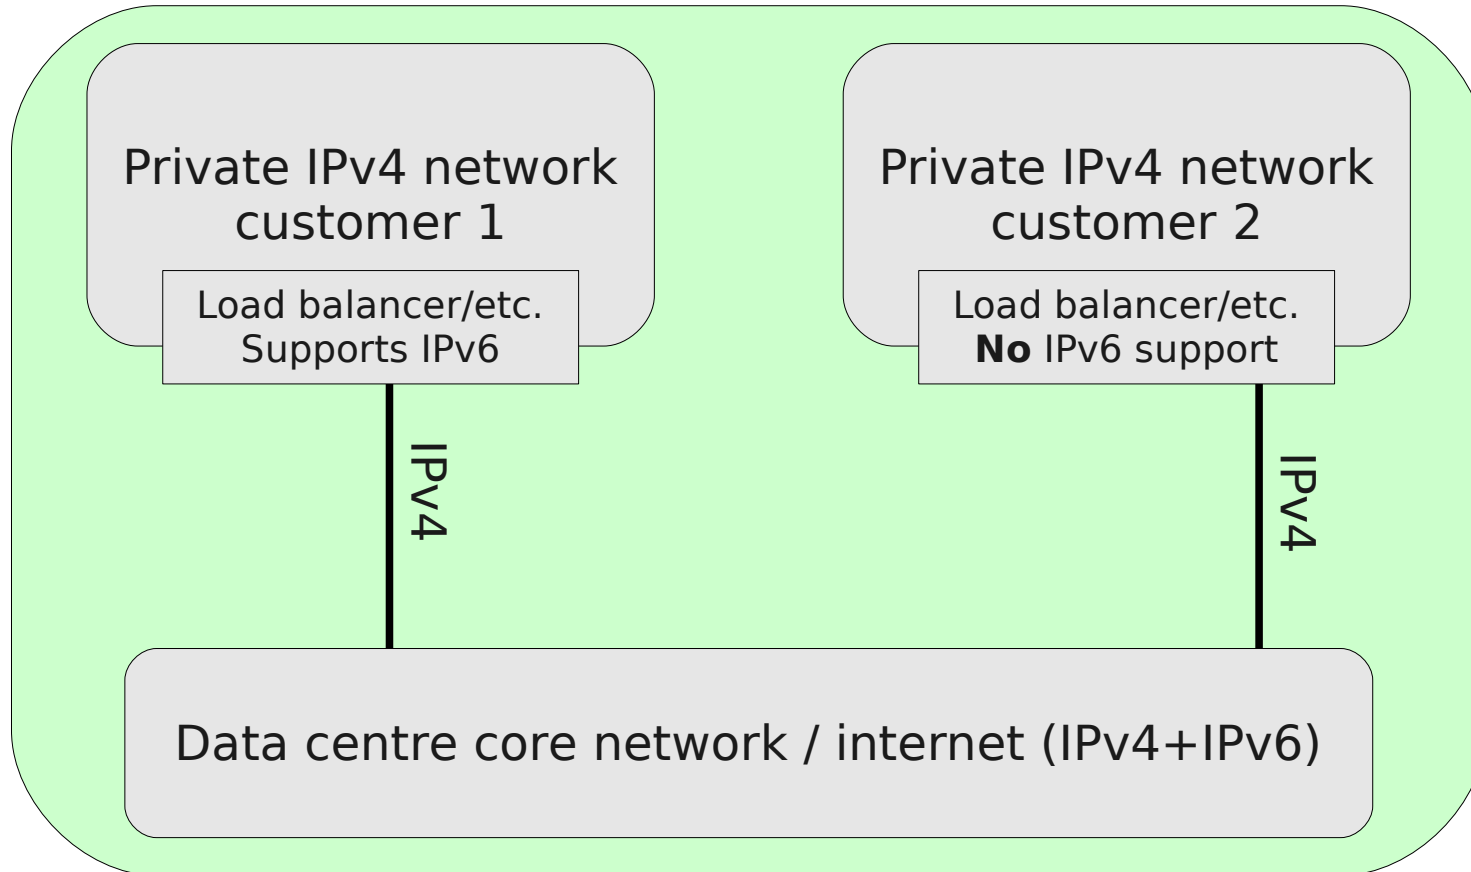 Private IPv4 network
customer 1
Load balancer/etc.
Supports IPv6
Private IPv4 network
customer 2
Load balancer/etc.
No IPv6 support
IPv4
IPv4
Data centre core network / internet (IPv4+IPv6)